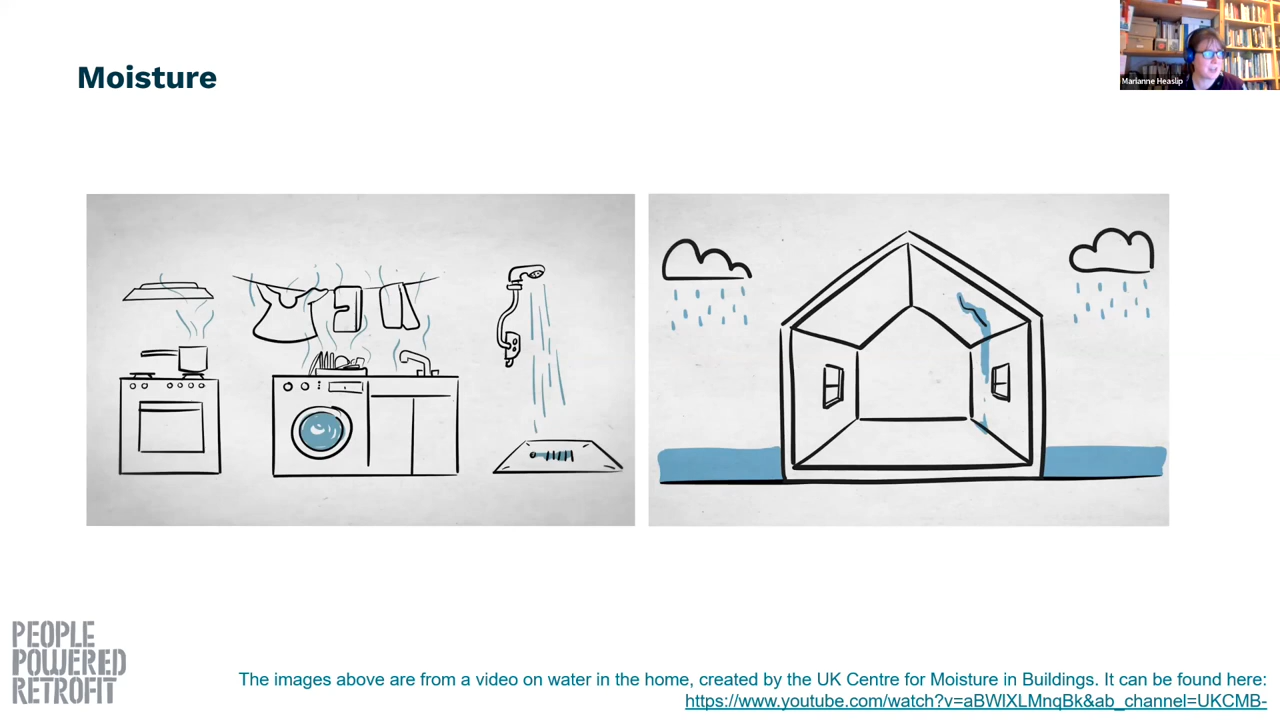 Marianne Heaslip
Moisture
PEOPLE
POWERED
RETROFIT
The images above are from a video on water in the home, created by the UK Centre for Moisture in Buildings. It can be found here:
https://www.youtube.com/watch?v=aBWlXLMnqBk&ab_channel=UKCMB-